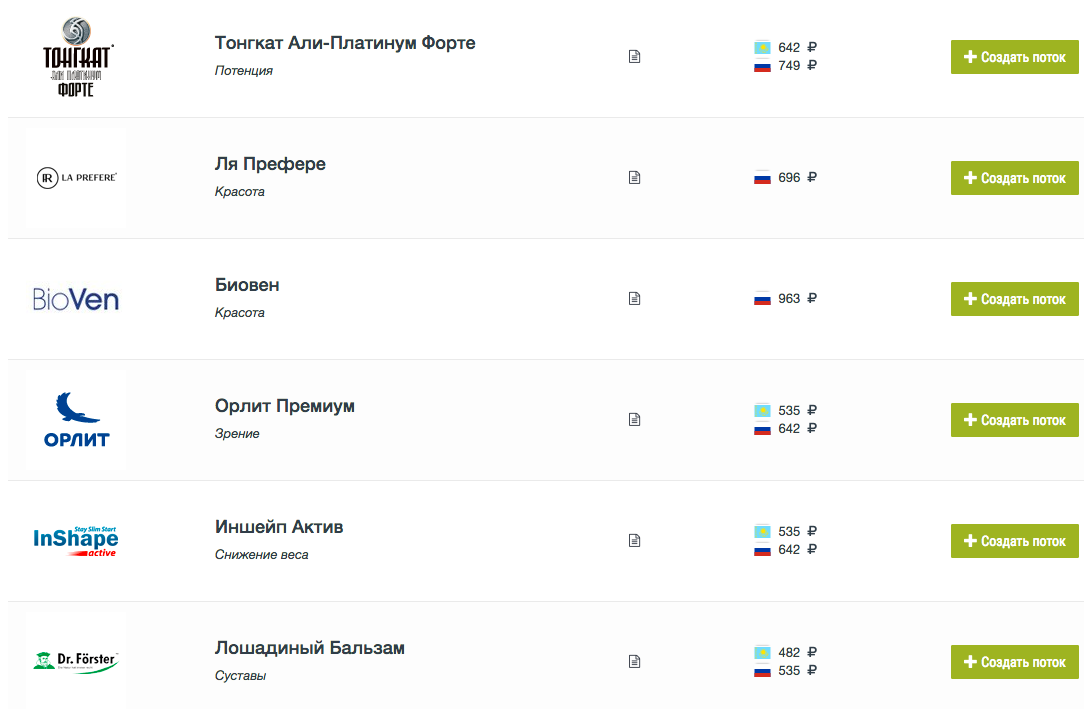 ТОНГКАТ
АЛИ ПЛАТИНУМ
ФОРТЕ
Тонгкат Али-Платинум Форте
Потенция
642 ₽
749 ₽
Создать поток
LA PREFERE
Ля Префере
Красота
696 ₽
Создать поток
BioVen
Биовен
Красота
963 ₽
Создать поток
ОРЛИТ
Орлит Премиум
Зрение
535 ₽
642 ₽
Создать поток
Stay Slim Start
InShape
active
Иншейп Актив
Снижение веса
535 ₽
642 ₽
Создать поток
Dr. Förster
Лошадиный Бальзам
Суставы
482 ₽
535 ₽
Создать поток